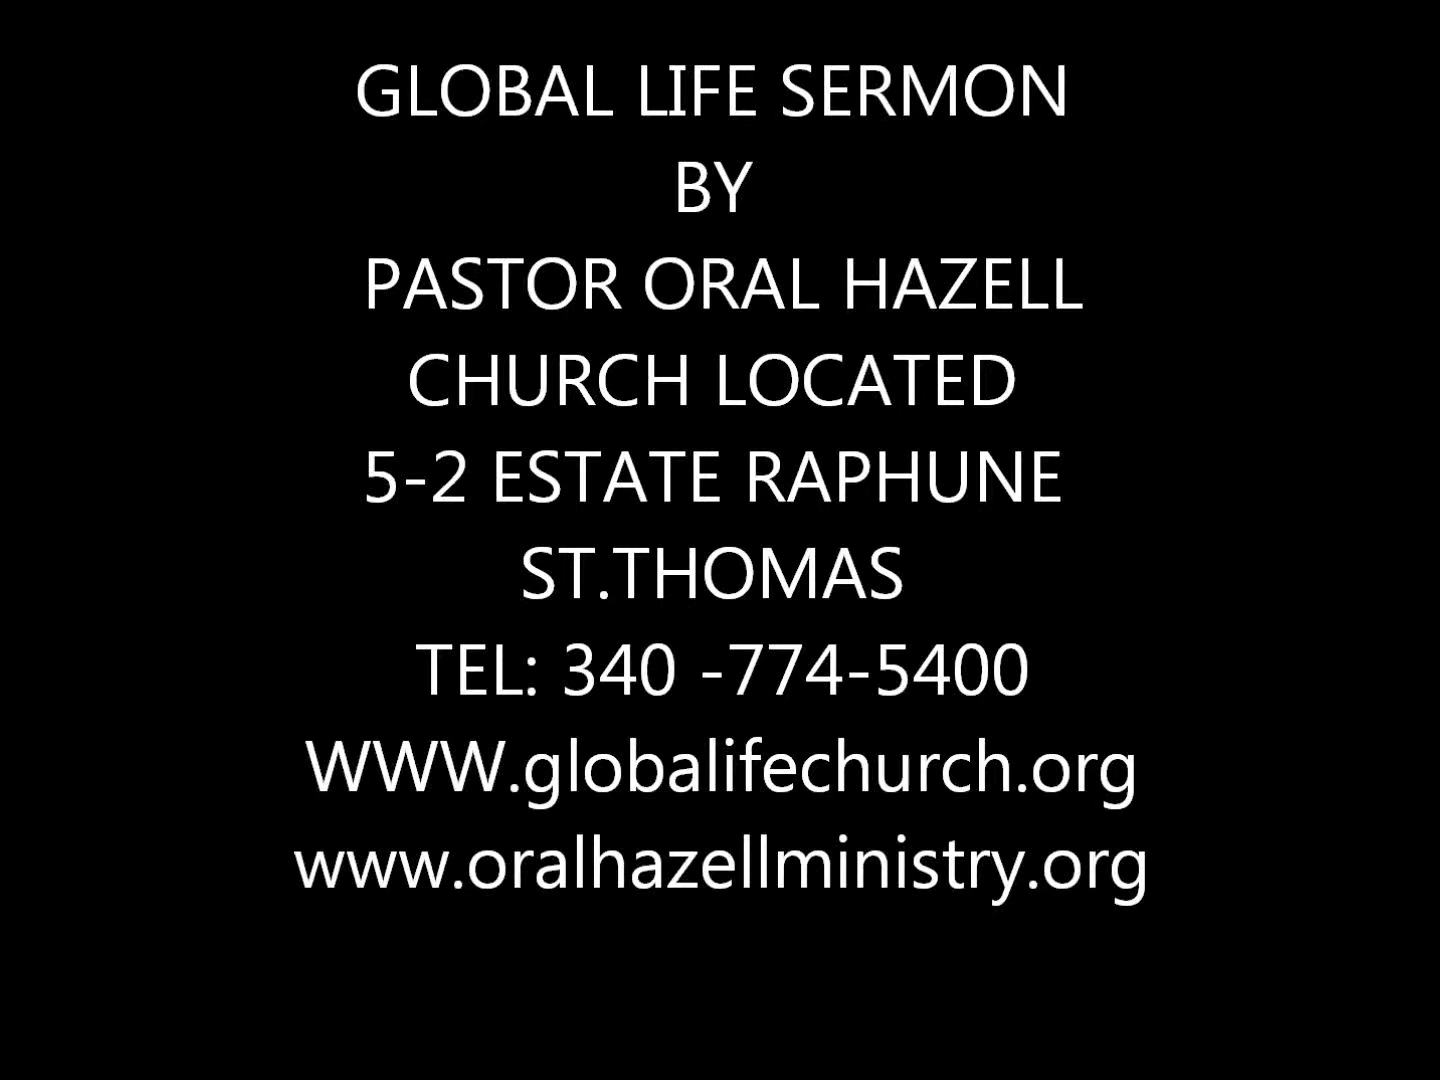 GLOBAL LIFE SERMON
BY
PASTOR ORAL HAZELL
CHURCH LOCATED
5-2 ESTATE RAPHUNE
ST.THOMAS
TEL: 340 -774-5400
WWW.globalifechurch.org
www.oralhazellministry.org